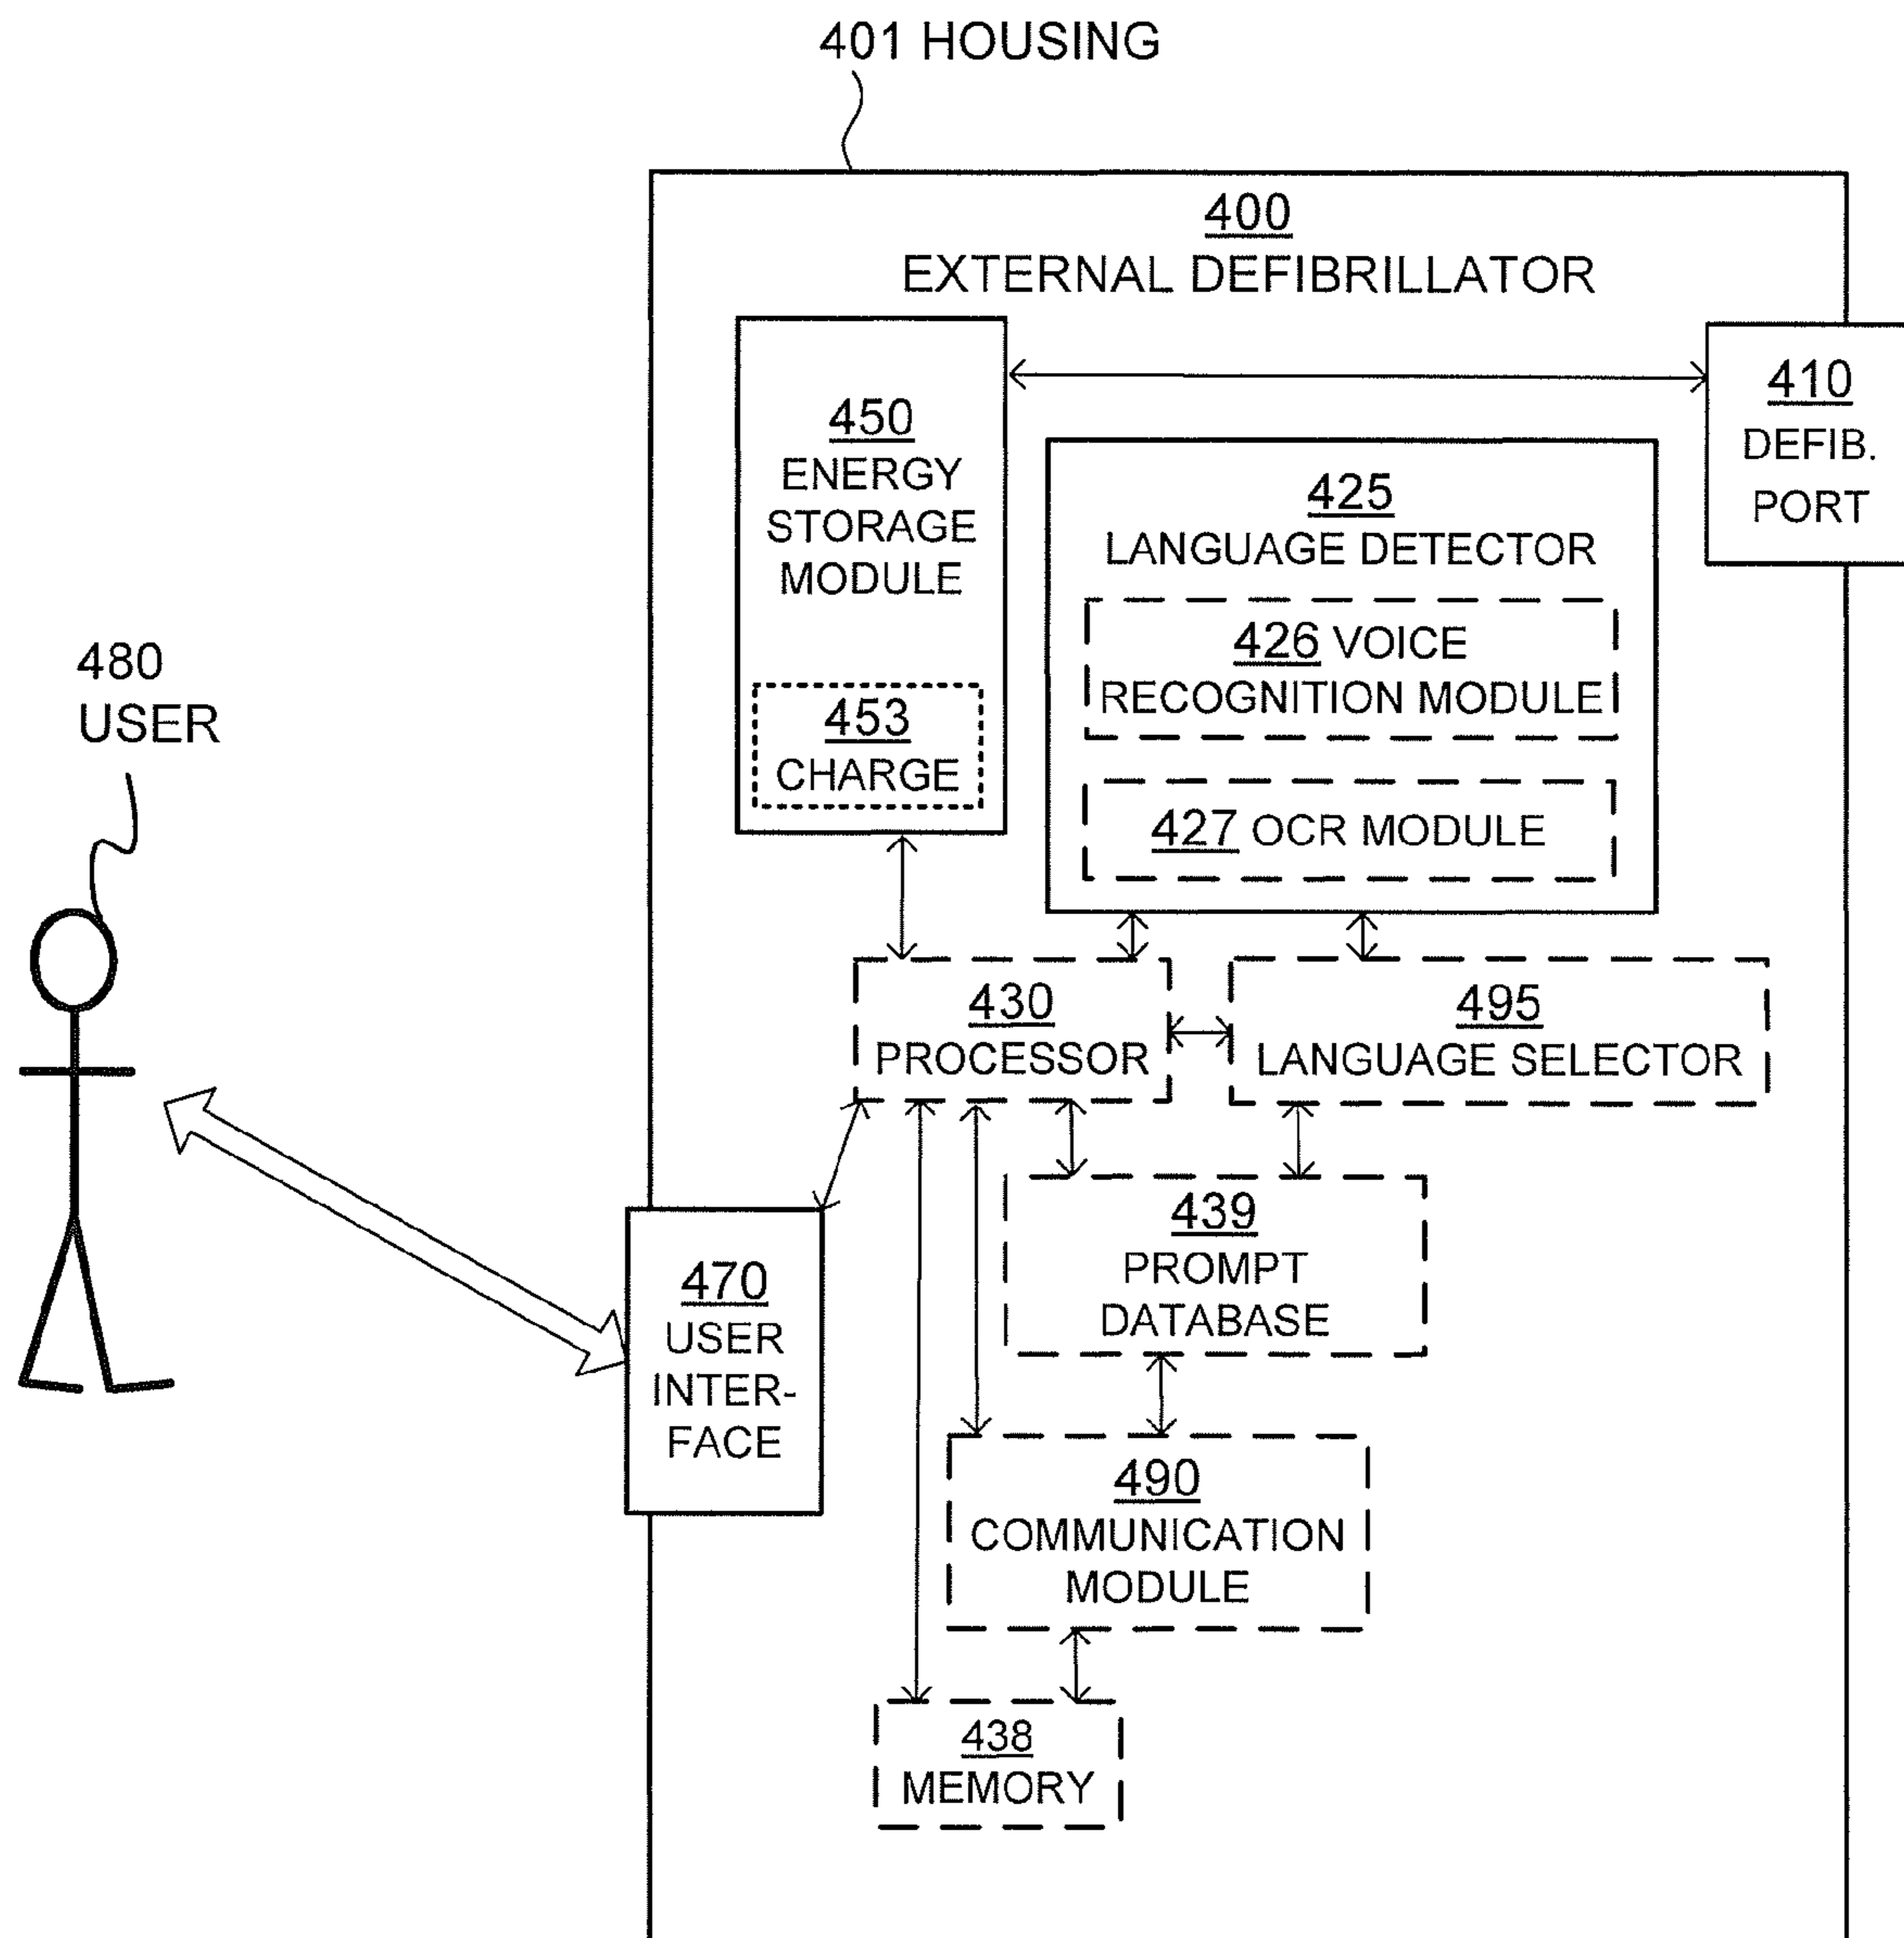 401 HOUSING
400
EXTERNAL DEFIBRILLATOR
450
ENERGY
STORAGE
MODULE
453
CHARGE
410
DEFIB.
PORT
425
LANGUAGE DETECTOR
426 VOICE
RECOGNITION MODULE
427 OCR MODULE
480
USER
430
PROCESSOR
495
LANGUAGE SELECTOR
439
PROMPT
DATABASE
470
USER
INTER-
FACE
490
COMMUNICATION
MODULE
438
MEMORY